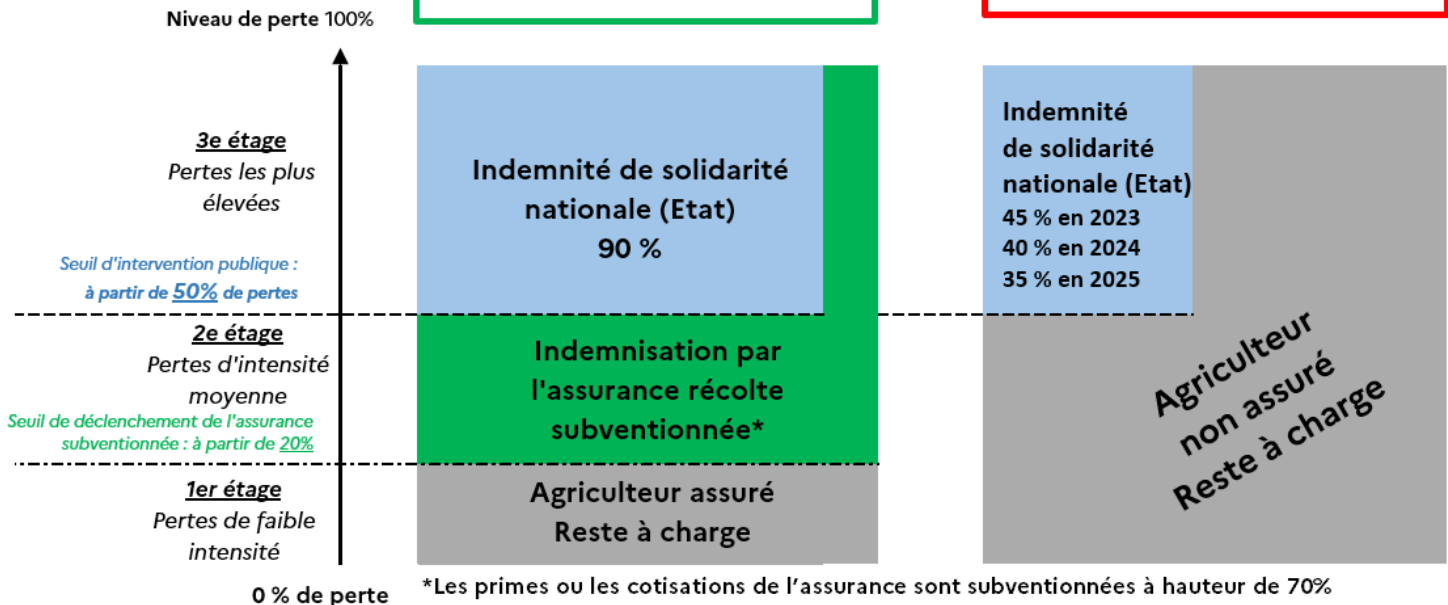 Niveau de perte 100%
3e étage
Pertes les plus
élevées
Seuil d'intervention publique :
à partir de 50% de pertes
2e étage
Pertes d'intensité
moyenne
Seuil de déclenchement de l'assurance
subventionnée : à partir de 20%
1er étage
Pertes de faible
intensité
0 % de perte
Indemnité de solidarité
nationale (Etat)
90 %
Indemnisation par
l'assurance récolte
subventionnée*
Agriculteur assuré
Reste à charge
Indemnité
de solidarité
nationale (Etat)
45 % en 2023
40 % en 2024
35 % en 2025
Agriculteur
non assuré
Reste à charge
*Les primes ou les cotisations de l’assurance sont subventionnées à hauteur de 70%